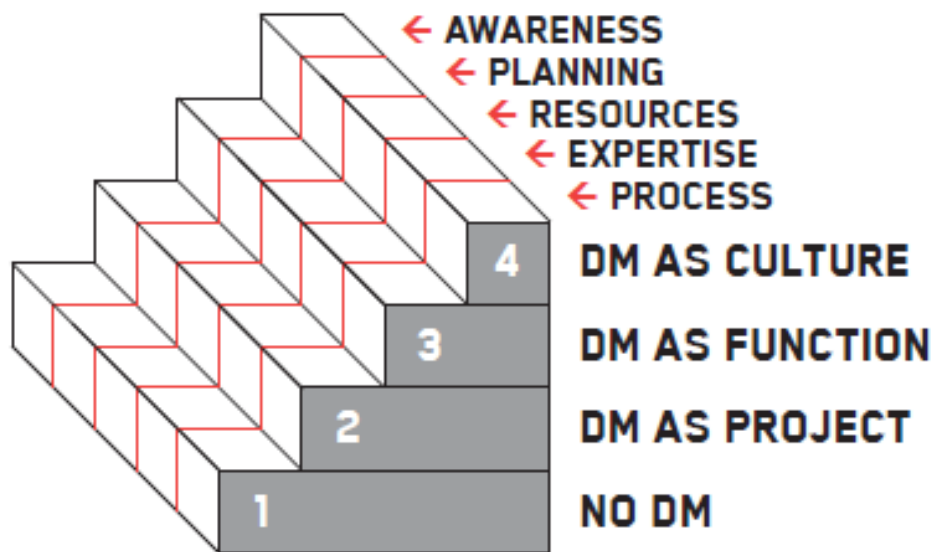 ← AWARENESS
← PLANNING
← RESOURCES
← EXPERTISE
← PROCESS
4 DM AS CULTURE
3 DM AS FUNCTION
2 DM AS PROJECT
1 NO DM